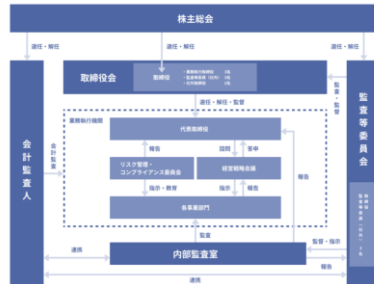 株主総会
選任・解任
選任・解任
選任・解任
取締役会
取締役
会計監査人
監査等委員会
監査・監督
選任・解任・監督
業務執行機関
代表取締役
会計監査
報告
諮問
答申
リスク管理・
コンプライアンス委員会
経営戦略会議
報告
指示・教育
指示
報告
各事業部門
監査
内部監査室
監督・指示
連携
報告
連携